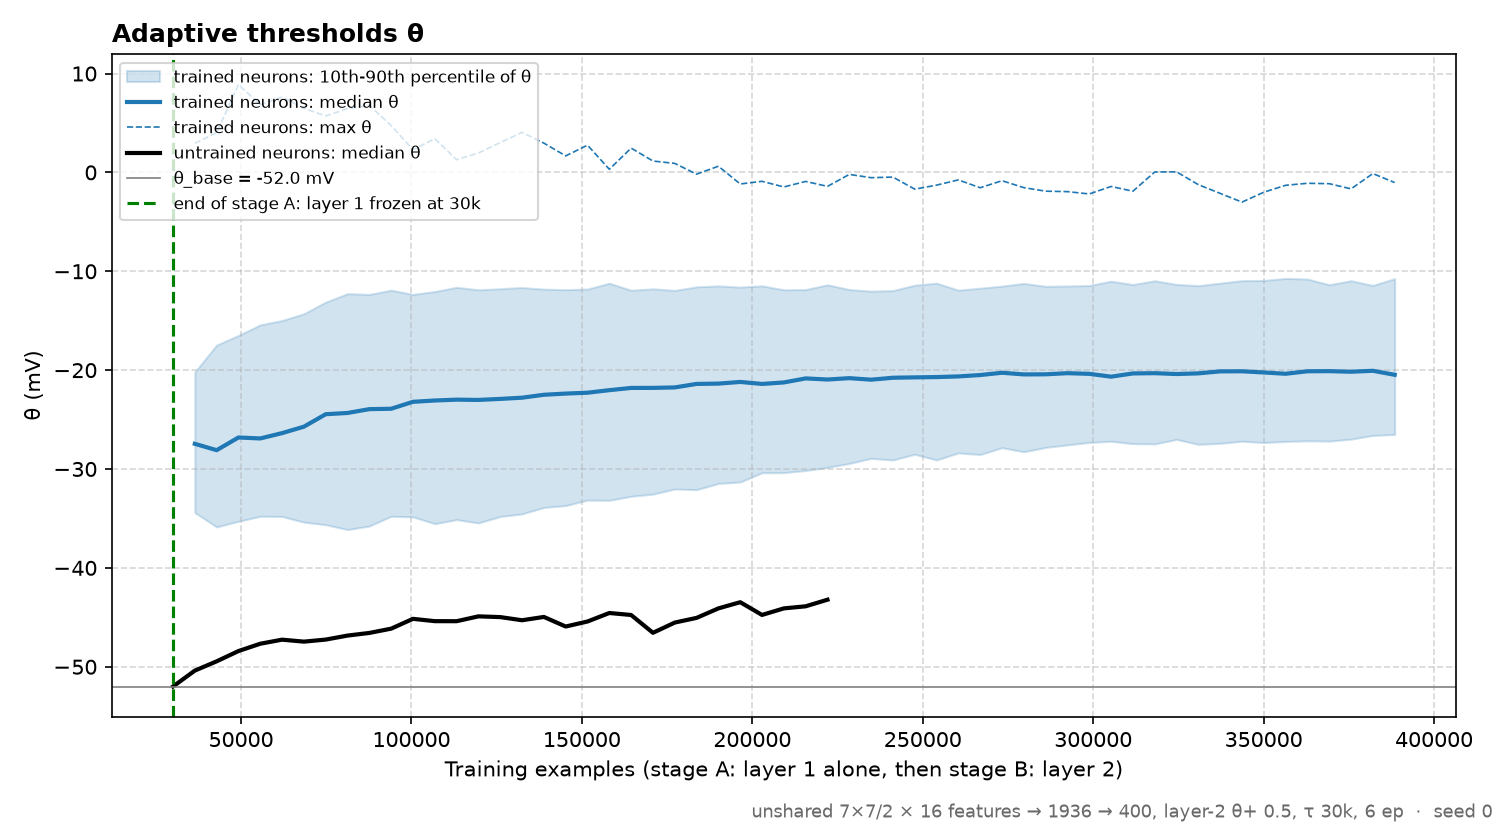 Adaptive thresholds θ
trained neurons: 10th-90th percentile of θ
trained neurons: median θ
trained neurons: max θ
untrained neurons: median θ
θ_base = -52.0 mV
end of stage A: layer 1 frozen at 30k
10
0
−10
−20
−30
−40
−50
θ (mV)
50000 100000 150000 200000 250000 300000 350000 400000
Training examples (stage A: layer 1 alone, then stage B: layer 2)
unshared 7×7/2 × 16 features → 1936 → 400, layer-2 θ+ 0.5, τ 30k, 6 ep · seed 0